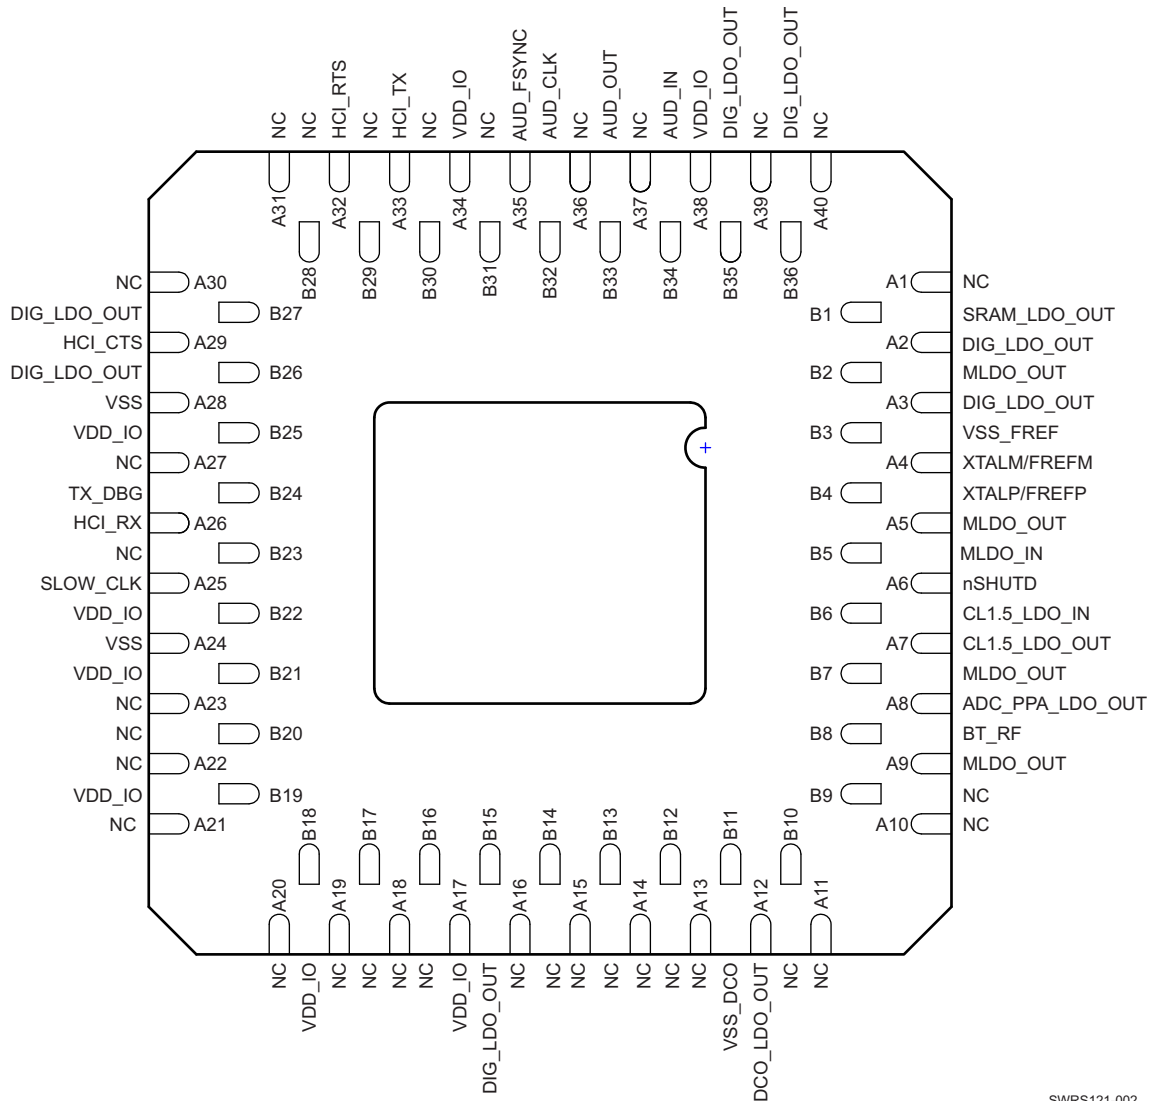 NC
NC
HCI_RTS
NC
HCI_TX
NC
VDD_IO
NC
AUD_FSYNC
AUD_CLK
NC
AUD_OUT
NC
AUD_IN
VDD_IO
DIG_LDO_OUT
NC
DIG_LDO_OUT
NC
A31
A32
A33
A34
A35
A36
A37
A38
A39
A40
B28
B29
B30
B31
B32
B33
B34
B35
B36
NC A30
DIG_LDO_OUT B27
HCI_CTS A29
DIG_LDO_OUT B26
VSS A28
VDD_IO B25
NC A27
TX_DBG B24
HCI_RX A26
NC B23
SLOW_CLK A25
VDD_IO B22
VSS A24
VDD_IO B21
NC A23
NC B20
NC A22
VDD_IO B19
NC A21
A1 NC
B1 SRAM_LDO_OUT
A2 DIG_LDO_OUT
B2 MLDO_OUT
A3 DIG_LDO_OUT
B3 VSS_FREF
A4 XTALM/FREFM
B4 XTALP/FREFP
A5 MLDO_OUT
B5 MLDO_IN
A6 nSHUTD
B6 CL1.5_LDO_IN
A7 CL1.5_LDO_OUT
B7 MLDO_OUT
A8 ADC_PPA_LDO_OUT
B8 BT_RF
A9 MLDO_OUT
B9 NC
A10 NC
B18
B17
B16
B15
B14
B13
B12
B11
B10
A20
A19
A18
A17
A16
A15
A14
A13
A12
A11
NC
VDD_IO
NC
NC
NC
NC
VDD_IO
DIG_LDO_OUT
NC
NC
NC
NC
NC
NC
NC
VSS_DCO
DCO_LDO_OUT
NC
NC
SWRS121-002